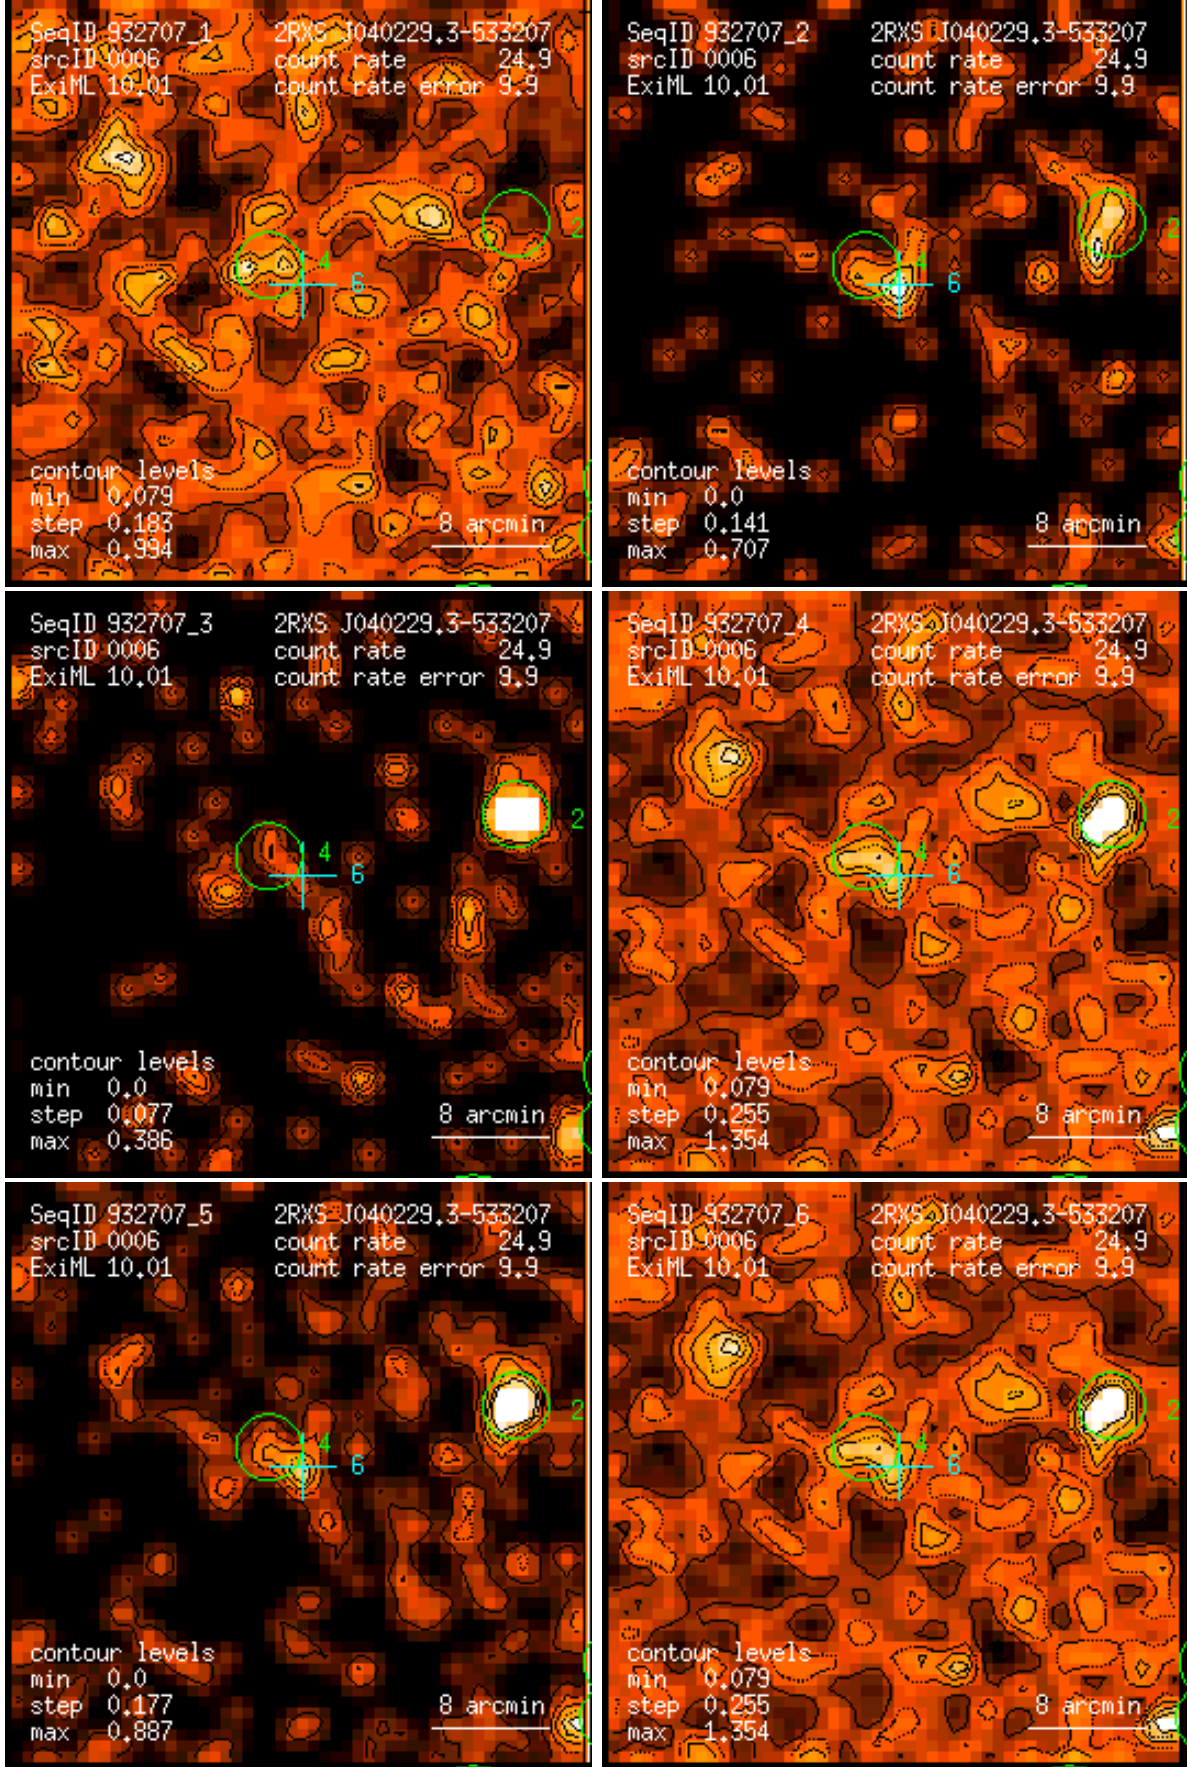 SeqID 932707_1 2RXS J040229.3-533207
srcID 0006 count rate 24.9
ExiML 10.01 count rate error 9.9
2
4
6
contour levels
min 0.079
step 0.183 8 arcmin
max 0.994
SeqID 932707_2 2RXS J040229.3-533207
srcID 0006 count rate 24.9
ExiML 10.01 count rate error 9.9
2
4
6
contour levels
min 0.0
step 0.141 8 arcmin
max 0.707
SeqID 932707_3 2RXS J040229.3-533207
srcID 0006 count rate 24.9
ExiML 10.01 count rate error 9.9
2
4
6
contour levels
min 0.0
step 0.077 8 arcmin
max 0.386
SeqID 932707_4 2RXS J040229.3-533207
srcID 0006 count rate 24.9
ExiML 10.01 count rate error 9.9
2
4
6
contour levels
min 0.079
step 0.255 8 arcmin
max 1.354
SeqID 932707_5 2RXS J040229.3-533207
srcID 0006 count rate 24.9
ExiML 10.01 count rate error 9.9
2
4
6
contour levels
min 0.0
step 0.177 8 arcmin
max 0.887
SeqID 932707_6 2RXS J040229.3-533207
srcID 0006 count rate 24.9
ExiML 10.01 count rate error 9.9
2
4
6
contour levels
min 0.079
step 0.255 8 arcmin
max 1.354